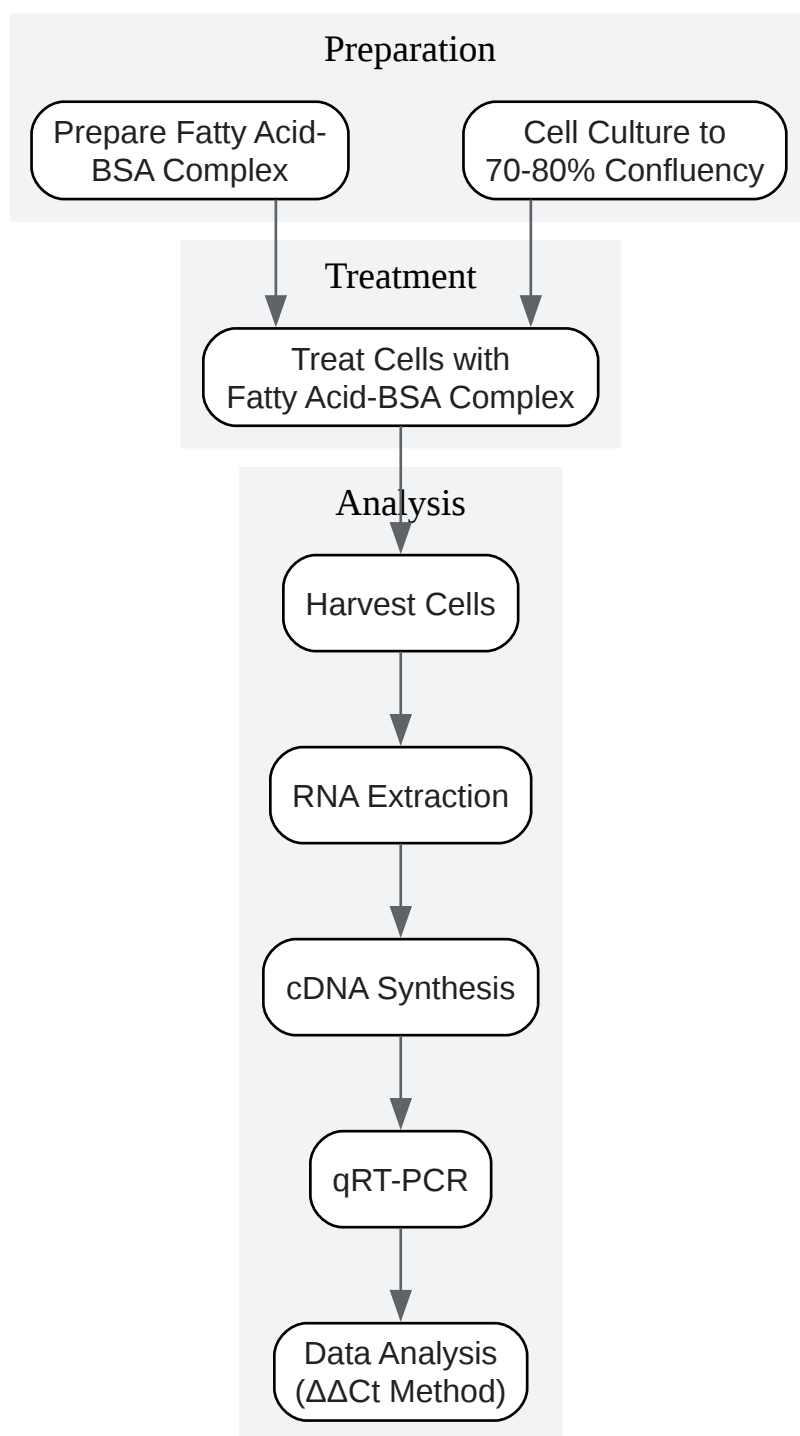 Preparation
Prepare Fatty Acid-
BSA Complex
Cell Culture to
70-80% Confluency
Treatment
Treat Cells with
Fatty Acid-BSA Complex
Analysis
Harvest Cells
RNA Extraction
cDNA Synthesis
qRT-PCR
Data Analysis
(ΔΔCt Method)